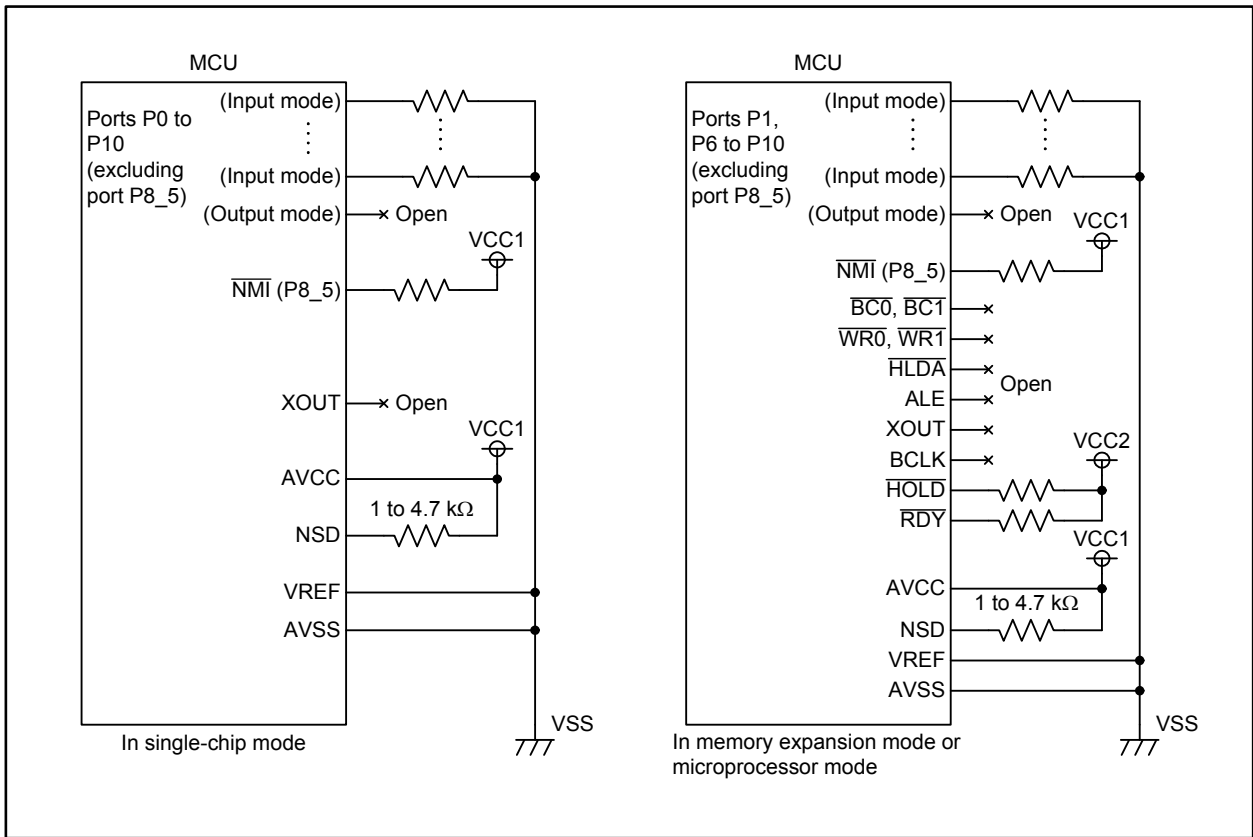 MCU
Ports P0 to
P10
(excluding
port P8_5)
(Input mode)
(Input mode)
(Output mode)
Open
VCC1
NMI (P8_5)
XOUT
Open
VCC1
AVCC
1 to 4.7 kΩ
NSD
VREF
AVSS
VSS
In single-chip mode
MCU
Ports P1,
P6 to P10
(excluding
port P8_5)
(Input mode)
(Input mode)
(Output mode)
Open
VCC1
NMI (P8_5)
BC0, BC1
WR0, WR1
HLDA
Open
ALE
XOUT
VCC2
BCLK
HOLD
RDY
VCC1
AVCC
1 to 4.7 kΩ
NSD
VREF
AVSS
VSS
In memory expansion mode or
microprocessor mode